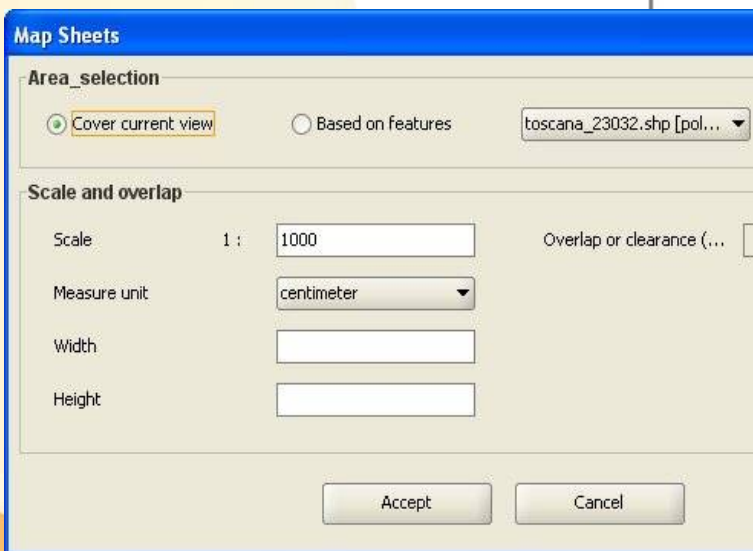 Map Sheets
Area_selection
Cover current view Based on features toscana_23032.shp [pol...
Scale and overlap
Scale 1 : 1000 Overlap or clearance (...
Measure unit centimeter
Width
Height
Accept Cancel